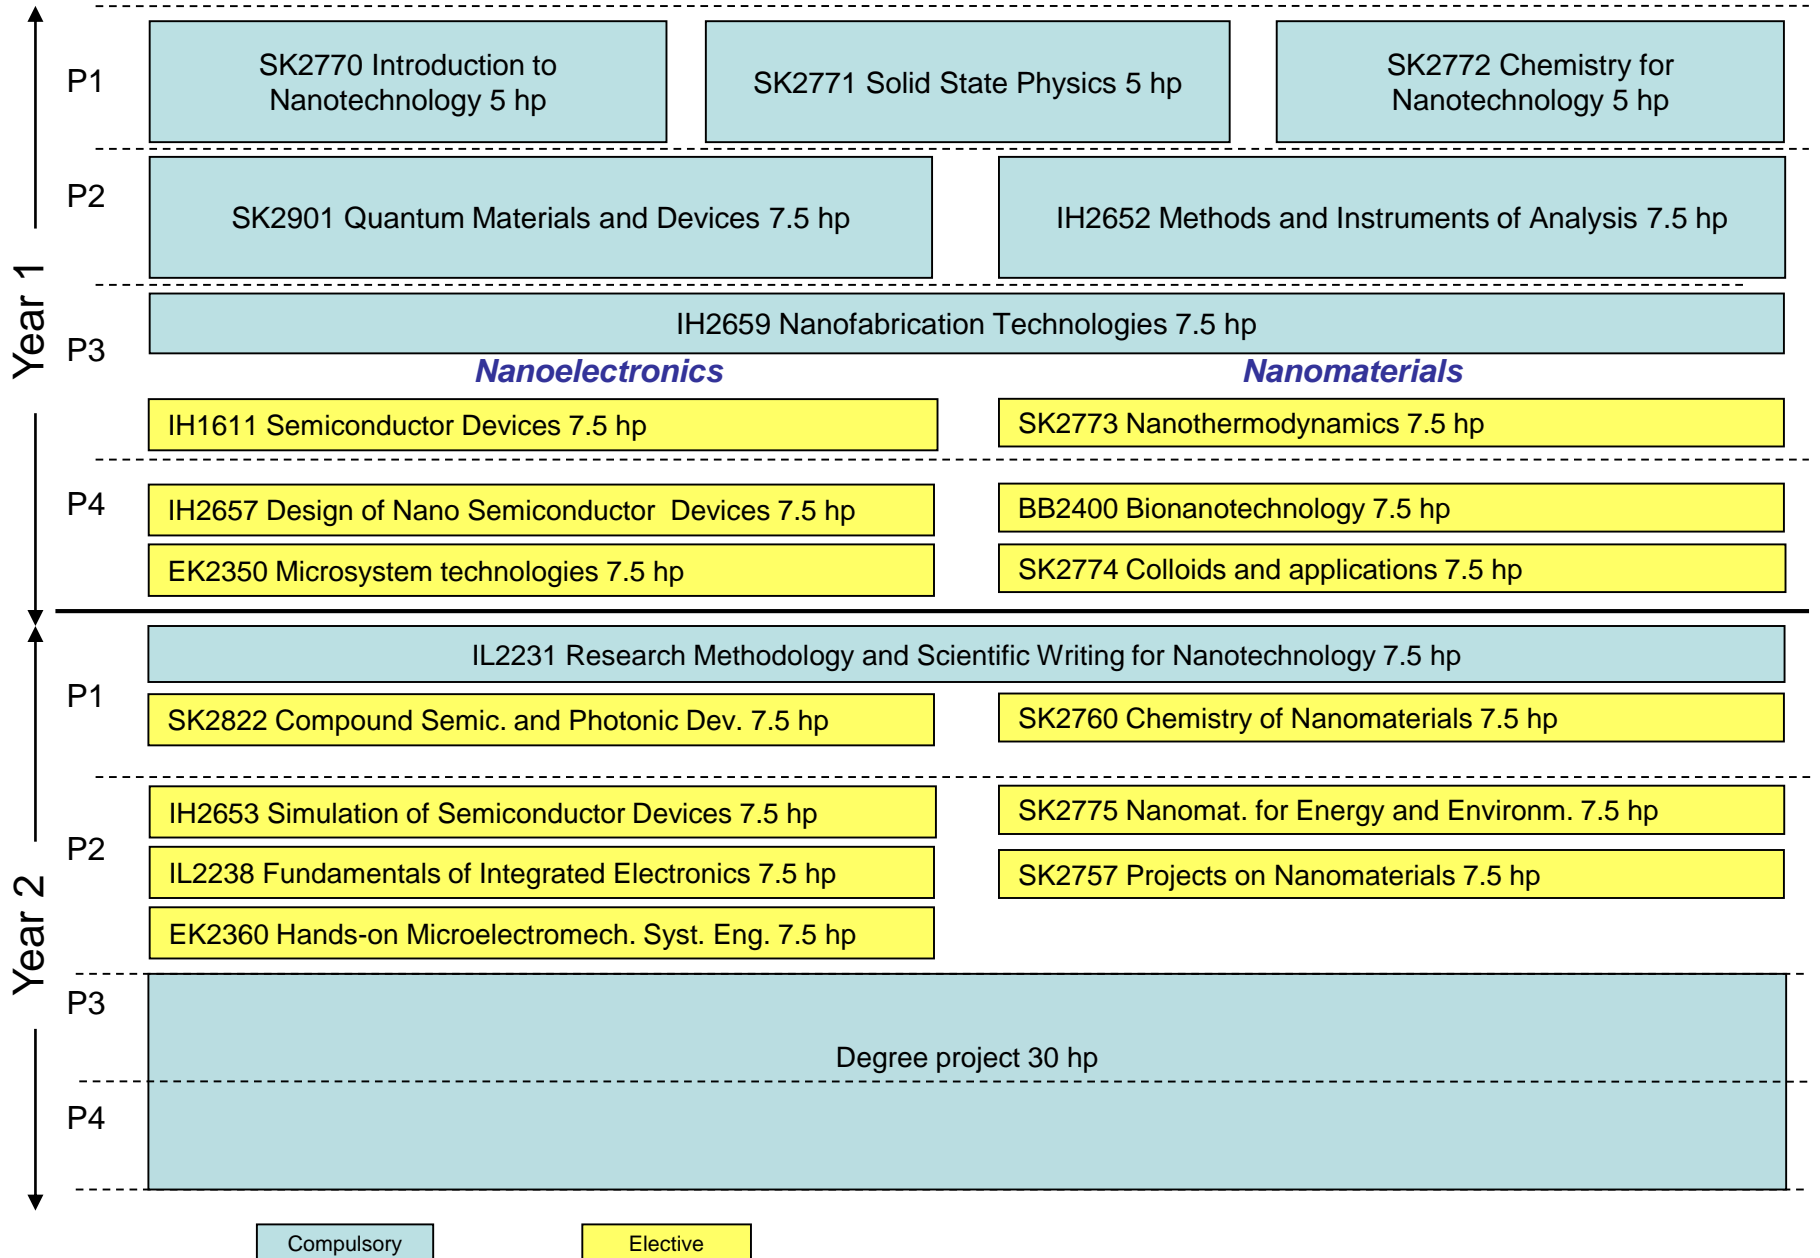 Year 1
P1
SK2770 Introduction to
Nanotechnology 5 hp
SK2771 Solid State Physics 5 hp
SK2772 Chemistry for
Nanotechnology 5 hp
P2
SK2901 Quantum Materials and Devices 7.5 hp
IH2652 Methods and Instruments of Analysis 7.5 hp
P3
IH2659 Nanofabrication Technologies 7.5 hp
Nanoelectronics
Nanomaterials
IH1611 Semiconductor Devices 7.5 hp
SK2773 Nanothermodynamics 7.5 hp
P4
IH2657 Design of Nano Semiconductor  Devices 7.5 hp
BB2400 Bionanotechnology 7.5 hp
EK2350 Microsystem technologies 7.5 hp
SK2774 Colloids and applications 7.5 hp
Year 2
P1
IL2231 Research Methodology and Scientific Writing for Nanotechnology 7.5 hp
SK2822 Compound Semic. and Photonic Dev. 7.5 hp
SK2760 Chemistry of Nanomaterials 7.5 hp
P2
IH2653 Simulation of Semiconductor Devices 7.5 hp
SK2775 Nanomat. for Energy and Environm. 7.5 hp
IL2238 Fundamentals of Integrated Electronics 7.5 hp
SK2757 Projects on Nanomaterials 7.5 hp
EK2360 Hands-on Microelectromech. Syst. Eng. 7.5 hp
P3
Degree project 30 hp
P4
Compulsory
Elective